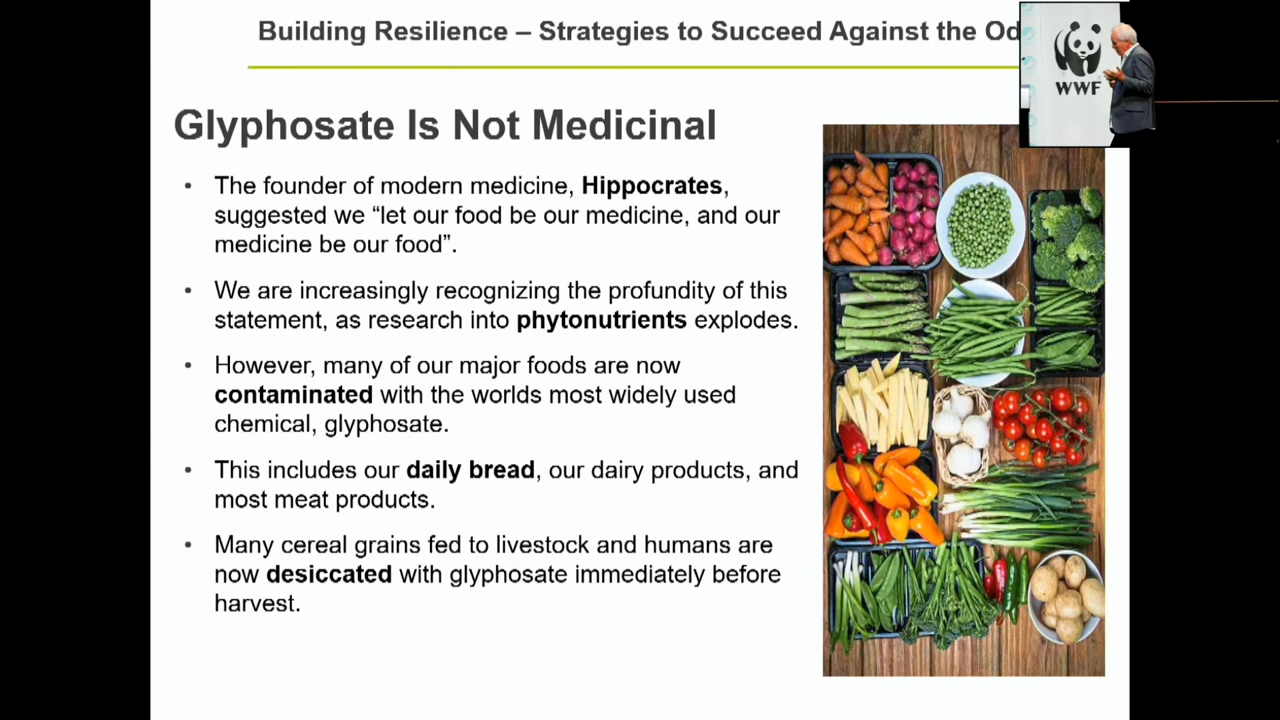 Building Resilience – Strategies to Succeed Against the Od
WWF
Glyphosate Is Not Medicinal
• The founder of modern medicine, Hippocrates,
suggested we “let our food be our medicine, and our
medicine be our food”.
• We are increasingly recognizing the profundity of this
statement, as research into phytonutrients explodes.
• However, many of our major foods are now
contaminated with the worlds most widely used
chemical, glyphosate.
• This includes our daily bread, our dairy products, and
most meat products.
• Many cereal grains fed to livestock and humans are
now desiccated with glyphosate immediately before
harvest.